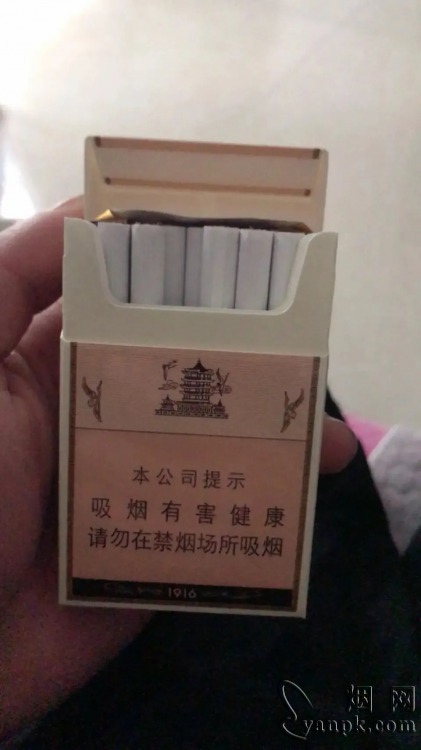 本公司提示
吸烟有害健康
请勿在禁烟场所吸烟
1916
烟网
yanpk.com